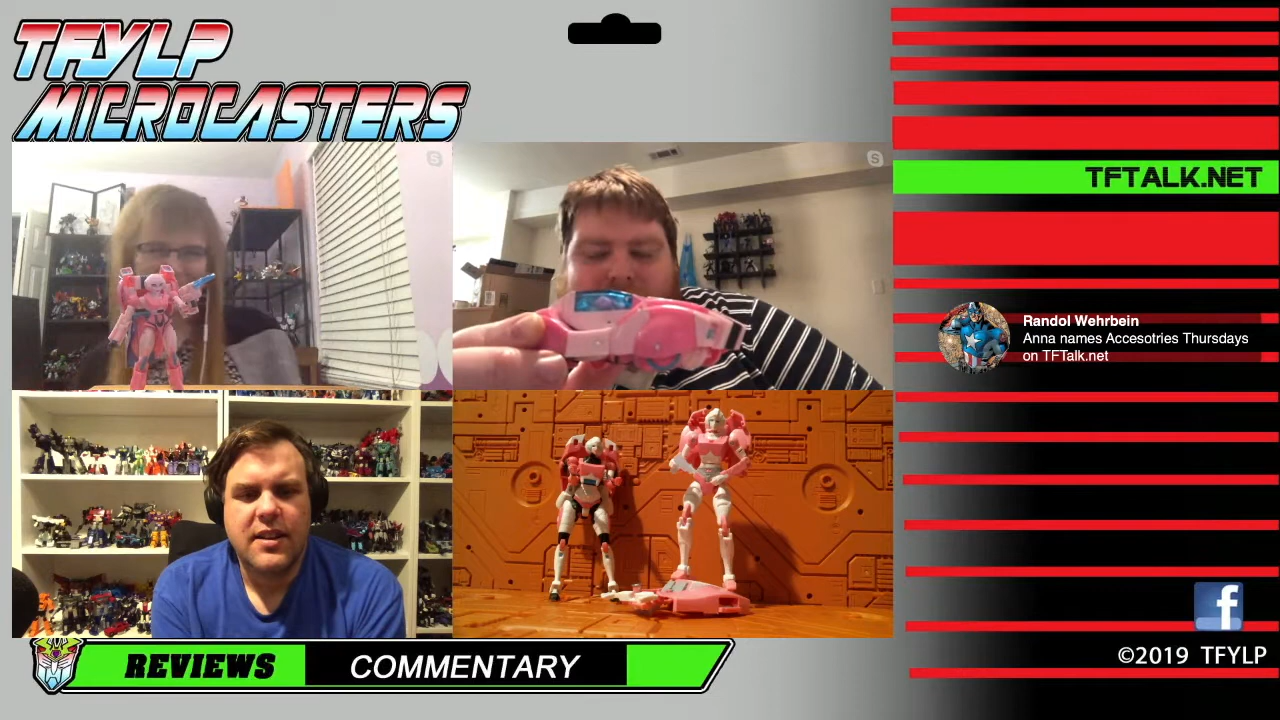 TFYLP
MICROCASTERS
TFTALK.NET
Randol Wehrbein
Anna names Accesotries Thursdays
on TFTalk.net
REVIEWS
COMMENTARY
©2019 TFYLP